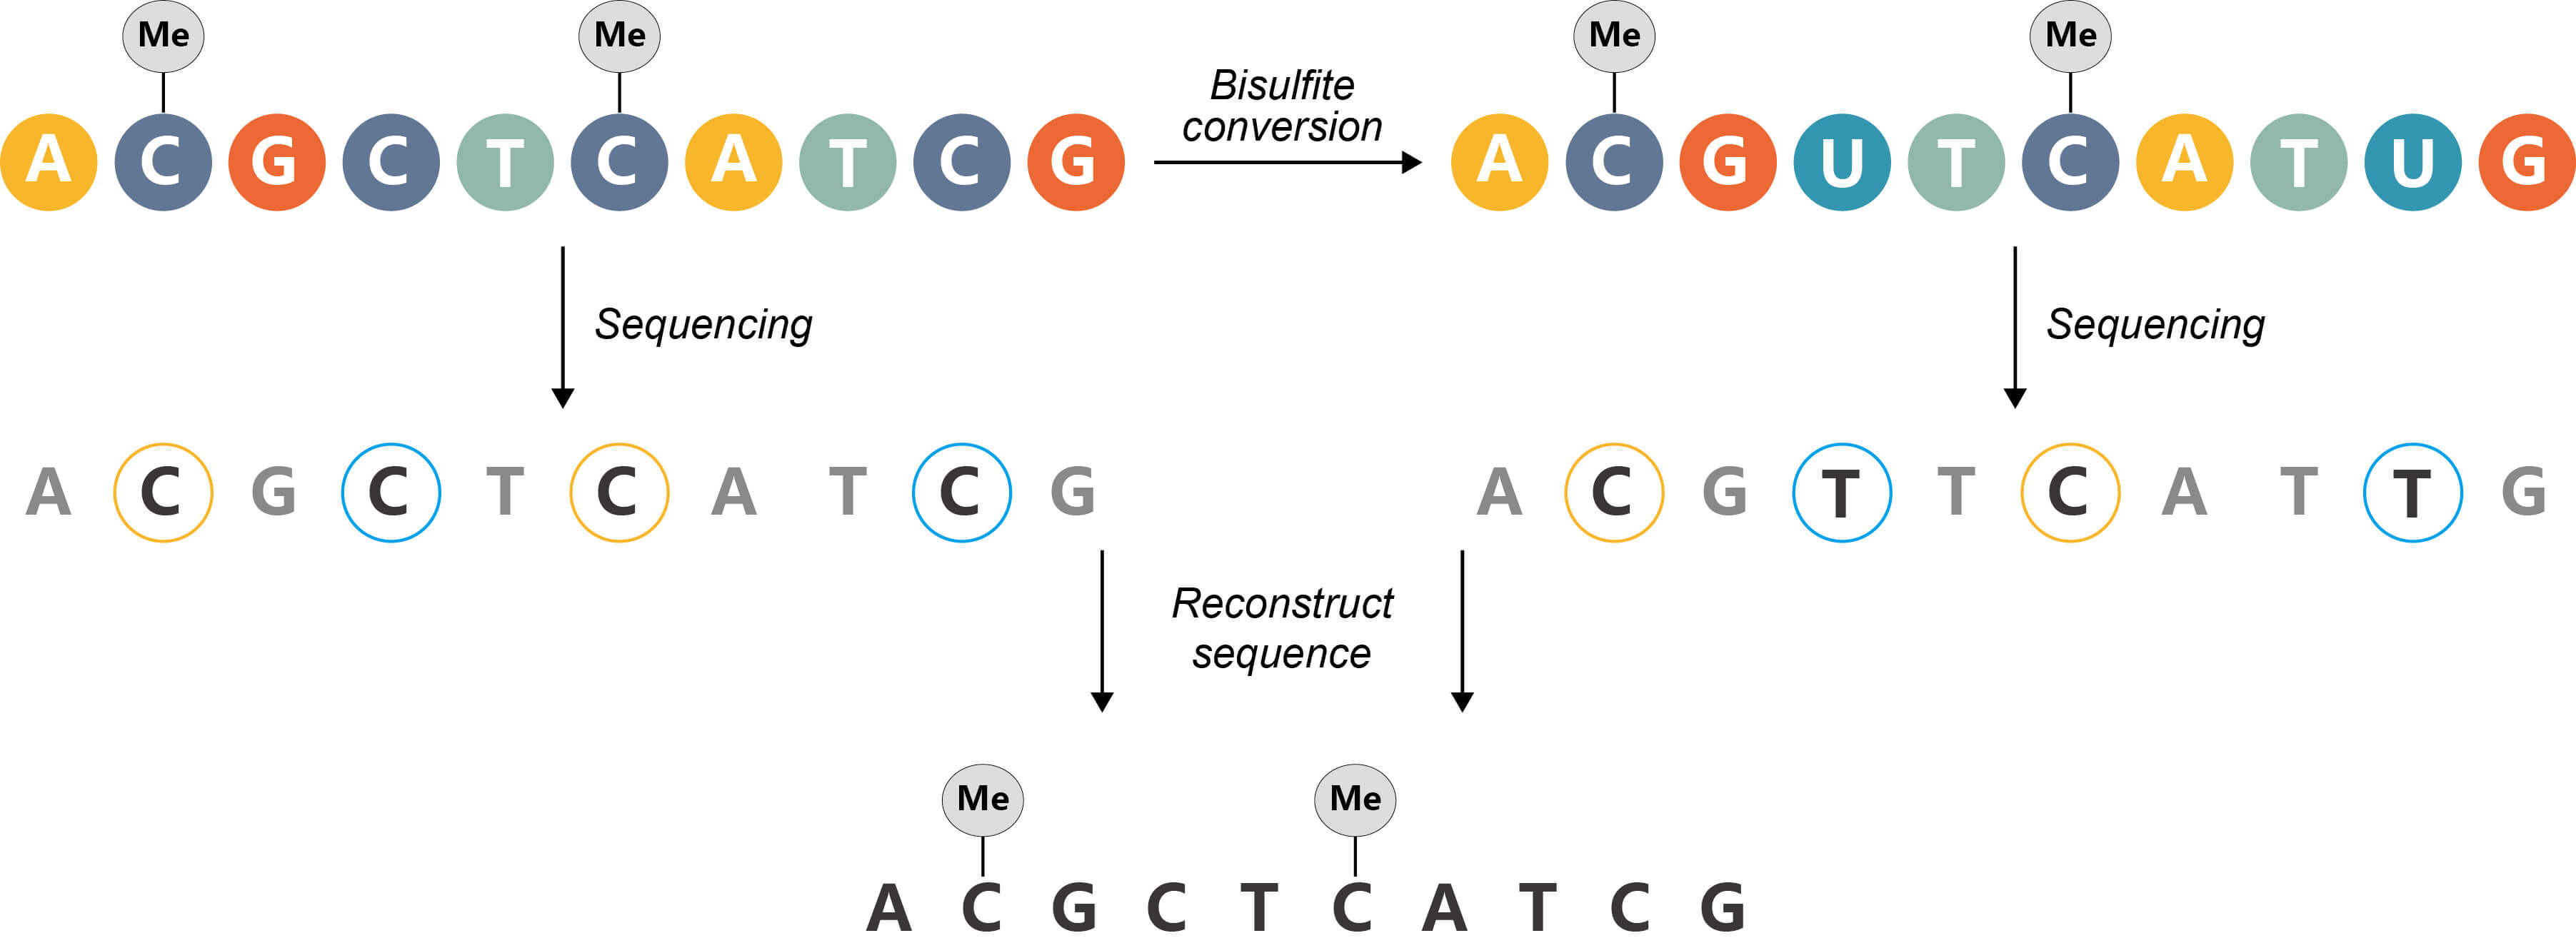 Me Me Me Me
A C G C T C A T C G
Bisulfite
conversion
A C G U T C A T U G
Sequencing
Sequencing
A C G C T C A T C G
A C G T T C A T T G
Reconstruct
sequence
Me Me
A C G C T C A T C G